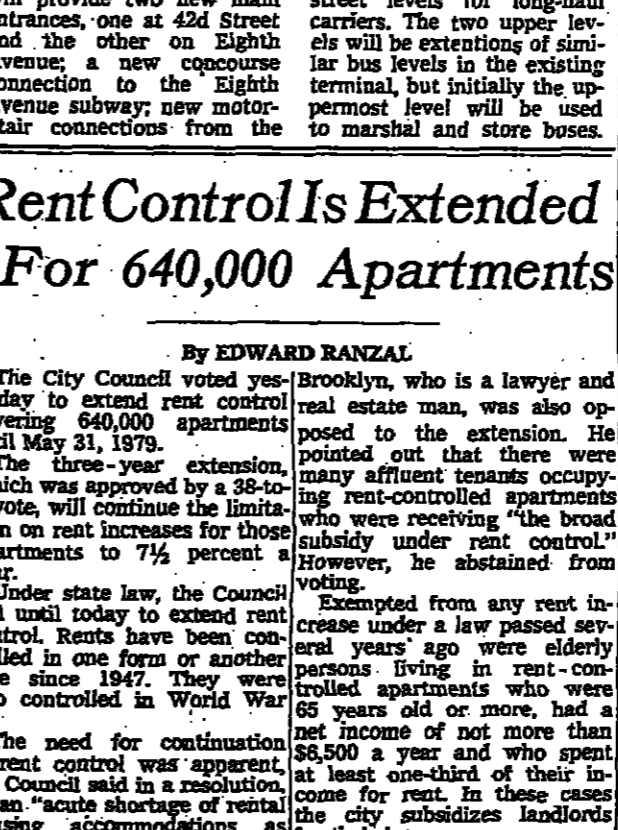 provide two new main
ntrances, one at 42d Street
nd the other on Eighth
venue; a new concourse
onnection to the Eighth
venue subway; new motor-
tair connections from the
street levels for long-haul
carriers. The two upper lev-
els will be extentions of simi-
lar bus levels in the existing
terminal, but initially the up-
permost level will be used
to marshal and store buses.
Rent Control Is Extended
For 640,000 Apartments
By EDWARD RANZAL
The City Council voted yes-
day to extend rent control
vering 640,000 apartments
til May 31, 1979.
The three-year extension,
ich was approved by a 38-to-
vote, will continue the limita-
n on rent increases for those
artments to 7½ percent a
r.
Under state law, the Council
d until today to extend rent
ntrol. Rents have been con-
lled in one form or another
e since 1947. They were
o controlled in World War
he need for continuation
rent control was apparent,
Council said in a resolution,
an "acute shortage of rental
using accommodations as
Brooklyn, who is a lawyer and
real estate man, was also op-
posed to the extension. He
pointed out that there were
many affluent tenants occupy-
ing rent-controlled apartments
who were receiving "the broad
subsidy under rent control."
However, he abstained from
voting.
Exempted from any rent in-
crease under a law passed sev-
eral years ago were elderly
persons living in rent-con-
trolled apartments who were
65 years old or more, had a
net income of not more than
$6,500 a year and who spent
at least one-third of their in-
come for rent. In these cases
the city subsidizes landlords